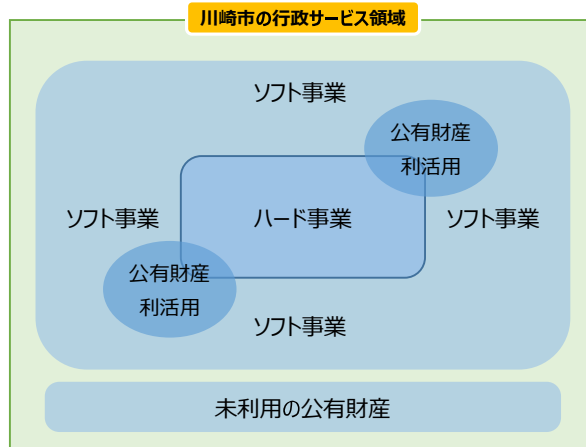 川崎市の行政サービス領域
ソフト事業
公有財産
利活用
ソフト事業
ハード事業
ソフト事業
公有財産
利活用
ソフト事業
未利用の公有財産